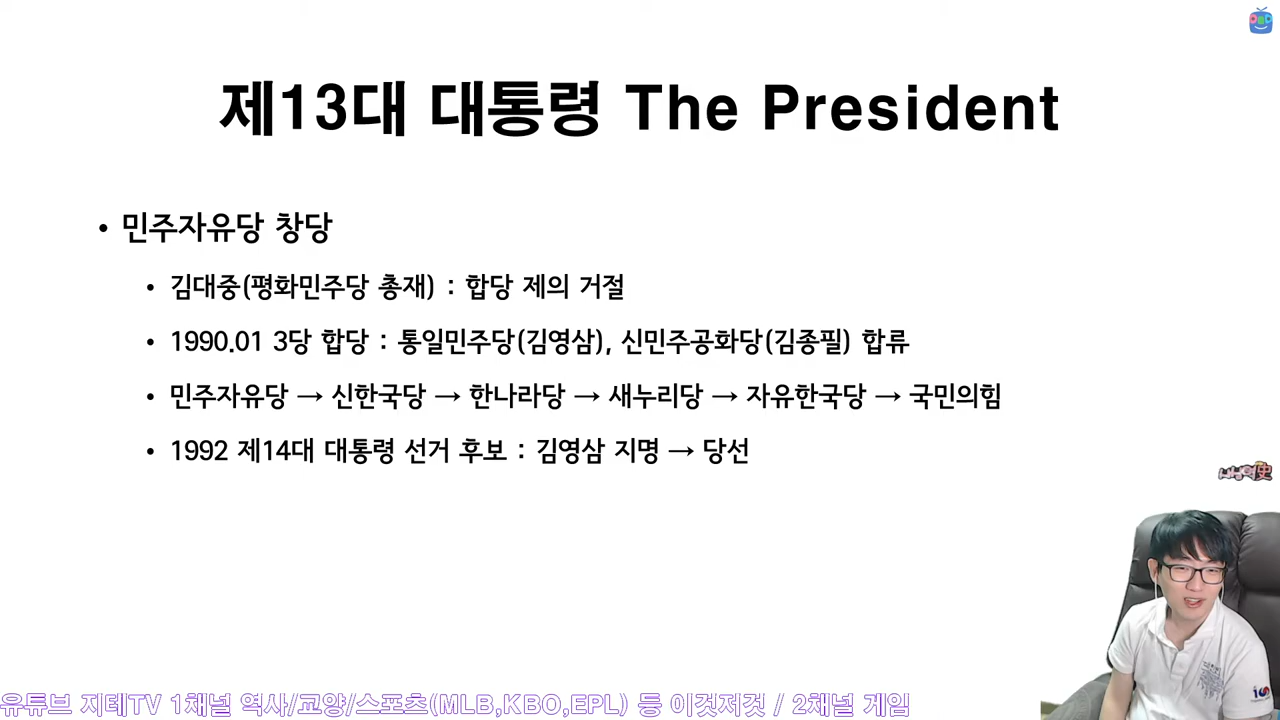 제13대 대통령 The President
• 민주자유당 창당
• 김대중(평화민주당 총재) : 합당 제의 거절
• 1990.01 3당 합당 : 통일민주당(김영삼), 신민주공화당(김종필) 합류
• 민주자유당 → 신한국당 → 한나라당 → 새누리당 → 자유한국당 → 국민의힘
• 1992 제14대 대통령 선거 후보 : 김영삼 지명 → 당선
유튜브 지테TV 1채널 역사/교양/스포츠(MLB,KBO,EPL) 등 이것저것 / 2채널 게임